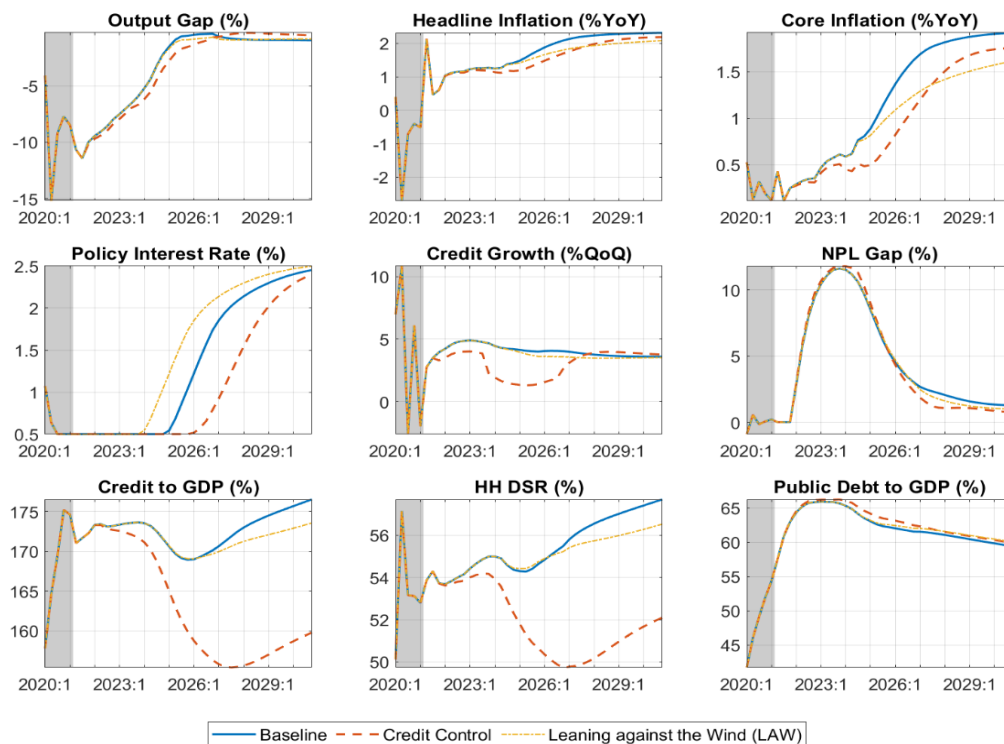 Output Gap (%)
-5
-10
-15
2020:1 2023:1 2026:1 2029:1
Headline Inflation (%YoY)
2
1
0
-1
-2
2020:1 2023:1 2026:1 2029:1
Core Inflation (%YoY)
1.5
1
0.5
2020:1 2023:1 2026:1 2029:1
Policy Interest Rate (%)
2.5
2
1.5
1
0.5
2020:1 2023:1 2026:1 2029:1
Credit Growth (%QoQ)
10
5
0
2020:1 2023:1 2026:1 2029:1
NPL Gap (%)
10
5
0
2020:1 2023:1 2026:1 2029:1
Credit to GDP (%)
175
170
165
160
2020:1 2023:1 2026:1 2029:1
HH DSR (%)
56
54
52
50
2020:1 2023:1 2026:1 2029:1
Public Debt to GDP (%)
65
60
55
50
45
2020:1 2023:1 2026:1 2029:1
Baseline Credit Control Leaning against the Wind (LAW)